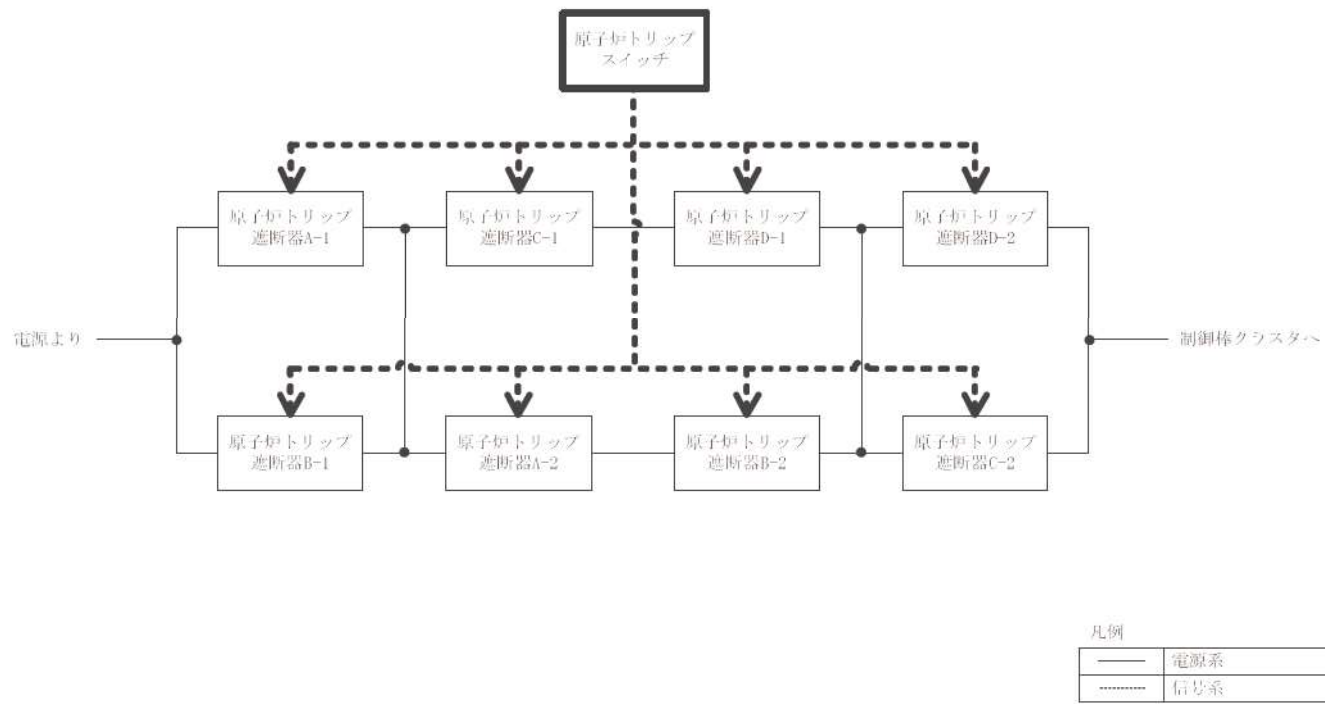 原子炉トリップ
スイッチ
原子炉トリップ
遮断器A-1
原子炉トリップ
遮断器C-1
原子炉トリップ
遮断器D-1
原子炉トリップ
遮断器D-2
電源より
制御棒クラスタへ
原子炉トリップ
遮断器B-1
原子炉トリップ
遮断器A-2
原子炉トリップ
遮断器B-2
原子炉トリップ
遮断器C-2
凡例
電源系
信号系